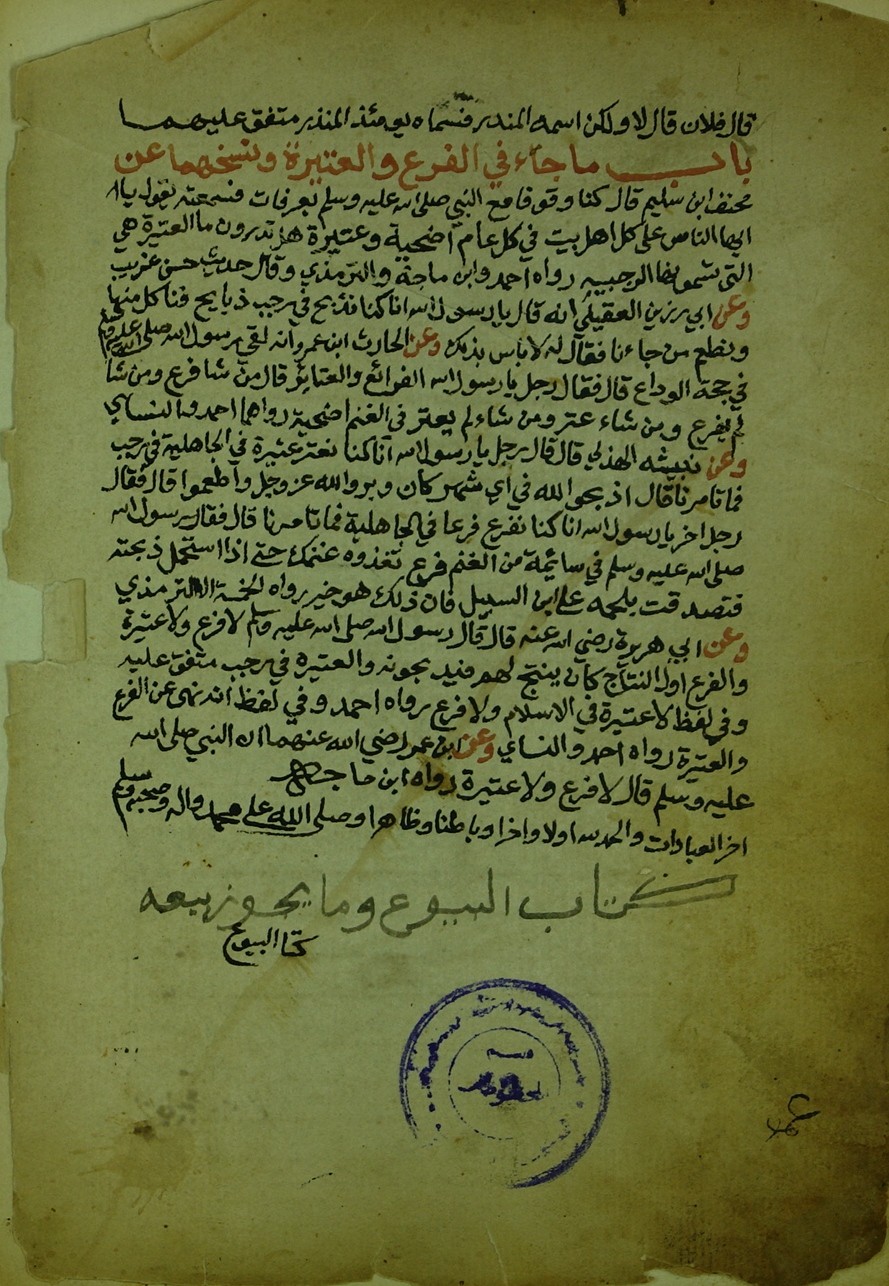 قال فلان قال لا ولكن اسمه المنذر فسماه يومئذ المنذر متفق عليهما
باب ما جاء في الفرع والعتيرة ونسخهما عن
مخنف ابن سليم قال كنا وقوفا مع النبي صلى الله عليه وسلم بعرفات فسمعته يقول يا
ايها الناس على كل اهل بيت في كل عام اضحية وعتيرة هل تدرون ما العتيرة هي
التي تسمونها الرجبيه رواه احمد وابن ماجة والترمذي وقال حديث حسن غريب
وعن ابي رزين العقيلي انه قال يا رسول الله انا كنا نذبح في رجب ذبايح فناكل منها
ونطعم من جاءنا فقال له لا باس بذلك وعن الحارث ابن عمر وانه لقي رسول الله صلى الله عليه وسلم
في حجة الوداع قال فقال رجل يا رسول الله الفرائع والعتاير قال من شا فرع ومن شا
لم يفرع ومن شاء عتر ومن شاء لم يعتر في الغنم اضحية رواهما احمد والنساي
وعن نبيشه الهذلي قال قال رجل يا رسول الله انا كنا نعتر عتيرة في الجاهلية في رجب
فما تامرنا قال اذبحوا الله في اي شهر كان وبروا الله عز وجل واطعموا قال فقال
رجل اخر يا رسول الله انا كنا نفرع فرعا في الجاهلية فما تامرنا قال فقال رسول الله
صلى الله عليه وسلم في سائمة من الغنم فرع تغذوه غنمك حتى اذا استحمل ذبحته
فتصدقت بلحمه على ابن السبيل فان ذلك هو خير رواه الخمسة الا الترمذي
وعن ابي هريرة رضي الله عنه قال قال رسول الله صلى الله عليه وسلم لا فرع ولا عتيرة
والفرع اول النتاج كان ينتج لهم فيذبحونه والعتيرة في رجب متفق عليه
وفي لفظ لا عتيرة في الاسلام ولا فرع رواه احمد وفي لفظ انه نهى عن الفرع
والعتيرة رواه احمد والنساي وعن ابن عمر رضي الله عنهما ان النبي صلى الله
عليه وسلم قال لا فرع ولا عتيرة رواه ابن ماجه
اخر العبادات والحمد لله اولا واخرا وباطنا وظاهرا وصلى الله على محمد واله وصحبه وسلم
كتاب البيوع وما يجوز بيعه
كتا البيوع
قسم